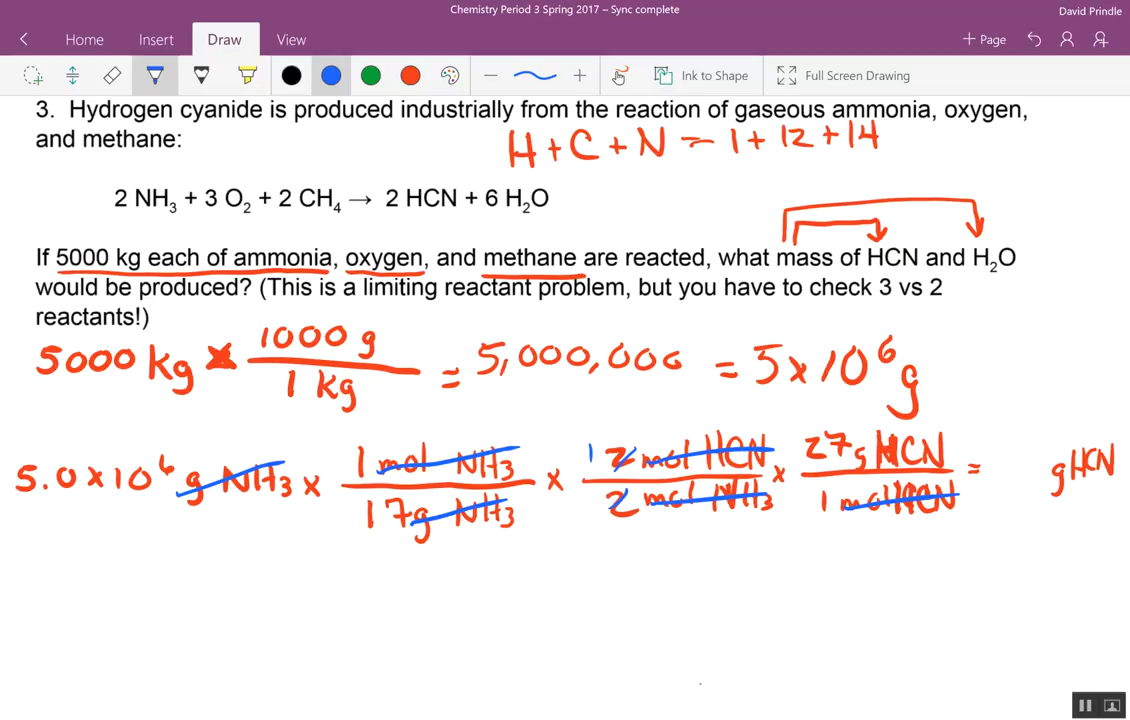 Chemistry Period 3 Spring 2017 – Sync complete
David Prindle
Home Insert Draw View
+ Page
Ink to Shape
Full Screen Drawing
3. Hydrogen cyanide is produced industrially from the reaction of gaseous ammonia, oxygen,
and methane:
H + C + N = 1 + 12 + 14
2 NH₃ + 3 O₂ + 2 CH₄ → 2 HCN + 6 H₂O
If 5000 kg each of ammonia, oxygen, and methane are reacted, what mass of HCN and H₂O
would be produced? (This is a limiting reactant problem, but you have to check 3 vs 2
reactants!)
5000 kg × 1000 g / 1 kg = 5,000,000 = 5 × 10⁶ g
5.0 × 10⁶ g NH₃ × 1 mol NH₃ / 17 g NH₃ × 1 2 mol HCN / 2 mol NH₃ × 27 g HCN / 1 mol HCN = g HCN